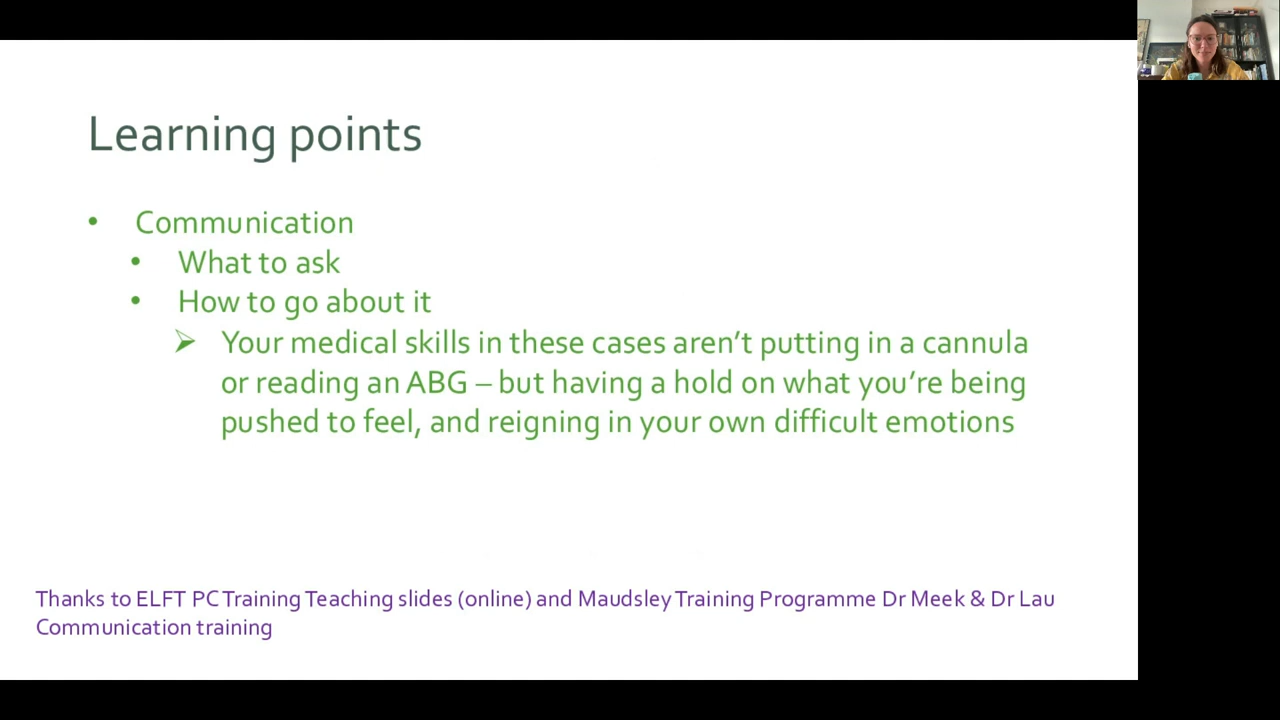 Learning points
• Communication
• What to ask
• How to go about it
➢ Your medical skills in these cases aren’t putting in a cannula
or reading an ABG – but having a hold on what you’re being
pushed to feel, and reigning in your own difficult emotions
Thanks to ELFT PC Training Teaching slides (online) and Maudsley Training Programme Dr Meek & Dr Lau
Communication training